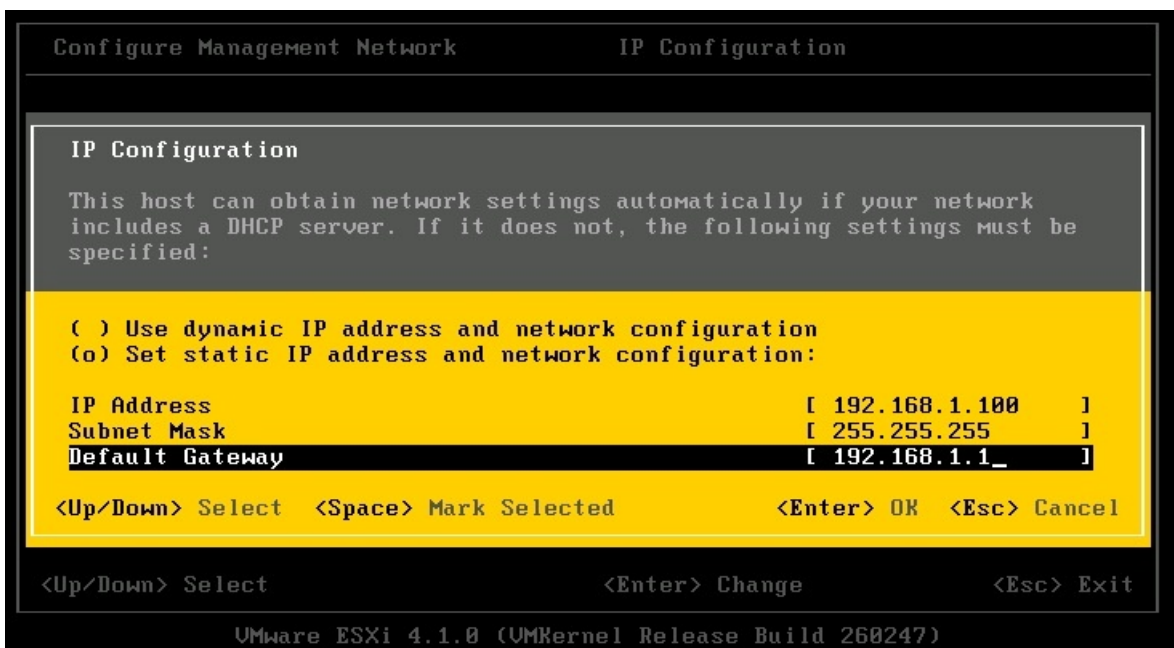 Configure Management Network IP Configuration
IP Configuration
This host can obtain network settings automatically if your network
includes a DHCP server. If it does not, the following settings must be
specified:
( ) Use dynamic IP address and network configuration
(o) Set static IP address and network configuration:
IP Address [ 192.168.1.100 ]
Subnet Mask [ 255.255.255 ]
Default Gateway [ 192.168.1.1_ ]
<Up/Down> Select <Space> Mark Selected <Enter> OK <Esc> Cancel
<Up/Down> Select <Enter> Change <Esc> Exit
VMware ESXi 4.1.0 (VMKernel Release Build 260247)